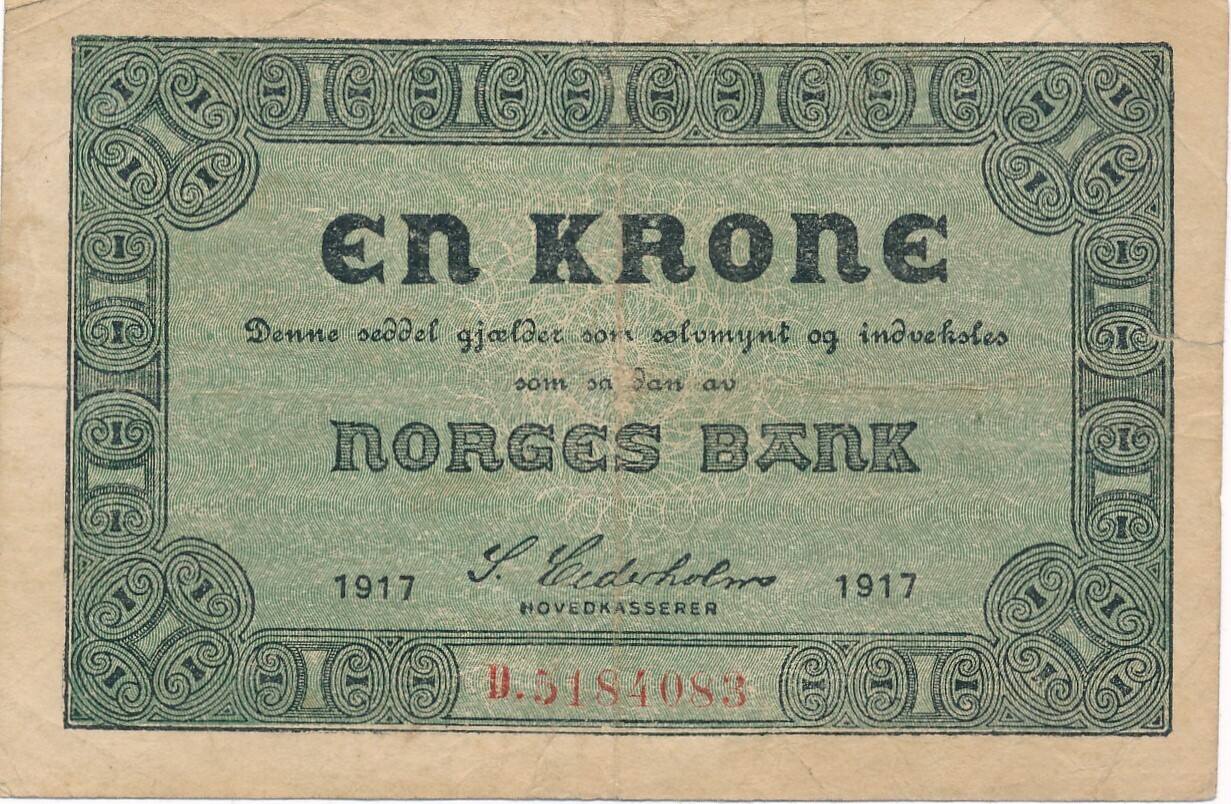 EN KRONE
Denne seddel gjælder som sølvmynt og indveksles
som sa dan av
NORGES BANK
1917 S. Cederholm 1917
HOVEDKASSERER
D.5184083